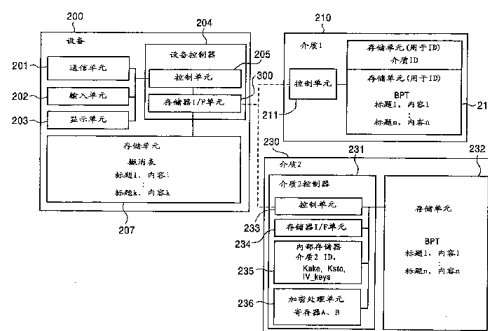 200
设备
204
设备控制器
201
通信单元
205
控制单元
202
输入单元
300
存储器I/F单元
203
显示单元
存储单元
撤消表
标题1、内容1
⋮
标题k、内容k
207
210
介质1
存储单元(用于ID)
介质ID
控制单元
211
存储单元(用于ID)
BPT
标题1、内容1
⋮
标题n、内容n
21
230
231
232
介质2
介质2控制器
控制单元
233
存储器I/F单元
234
内部存储器
介质2 ID,
Kake, Ksto,
IV_keys
235
加密处理单元
寄存器A、B
236
存储单元
BPT
标题1、内容1
⋮
标题n、内容n